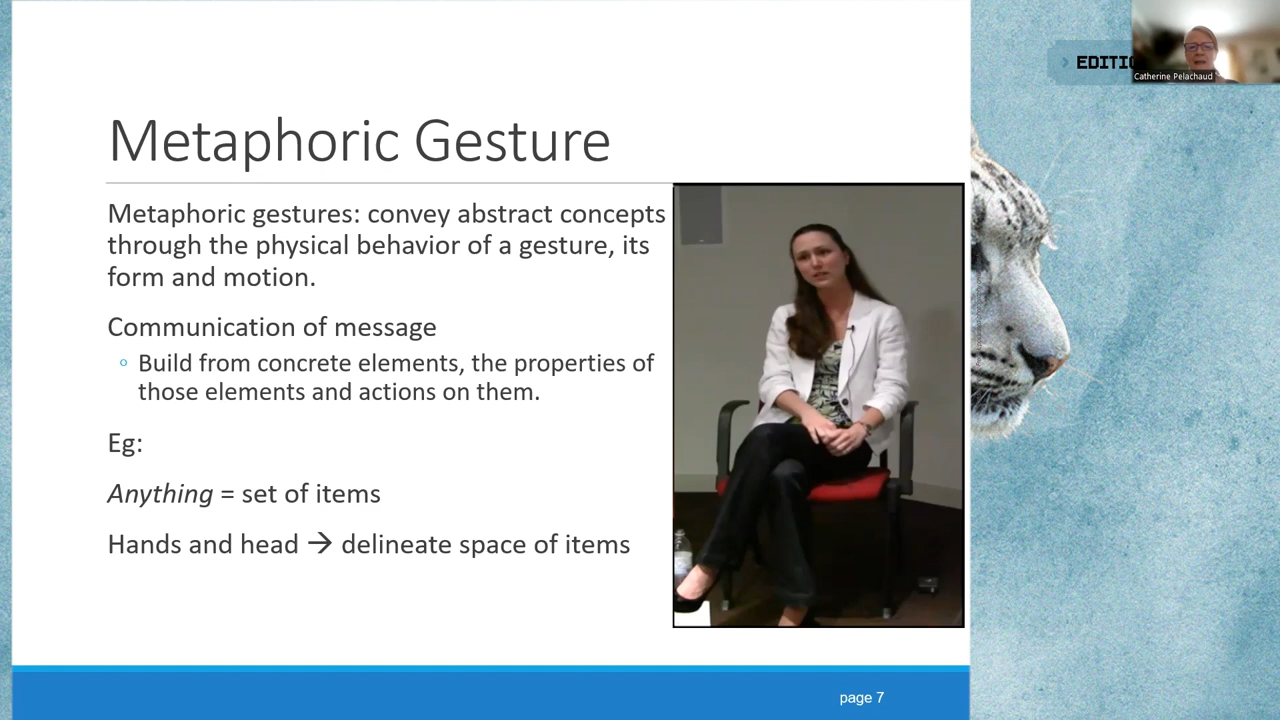 › EDITIO
Catherine Pelachaud
Metaphoric Gesture
Metaphoric gestures: convey abstract concepts
through the physical behavior of a gesture, its
form and motion.
Communication of message
◦ Build from concrete elements, the properties of
those elements and actions on them.
Eg:
Anything = set of items
Hands and head → delineate space of items
page 7